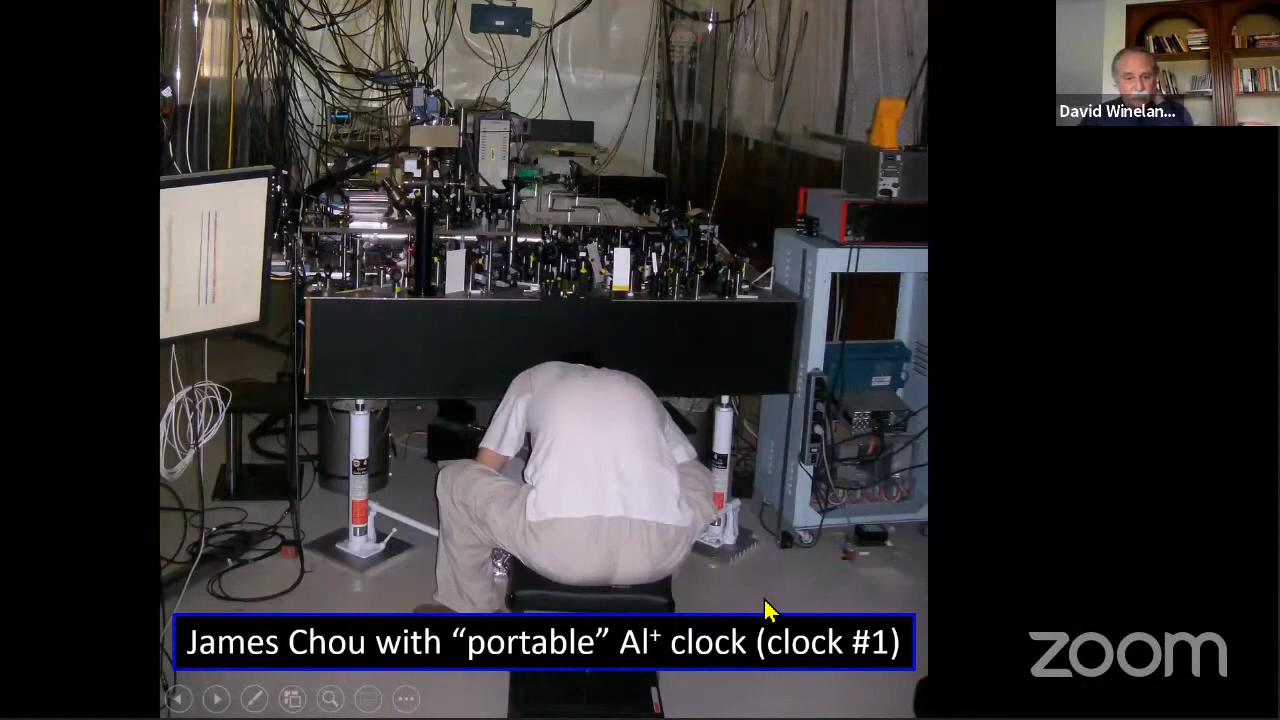 David Winelan...
James Chou with “portable” Al⁺ clock (clock #1)
zoom